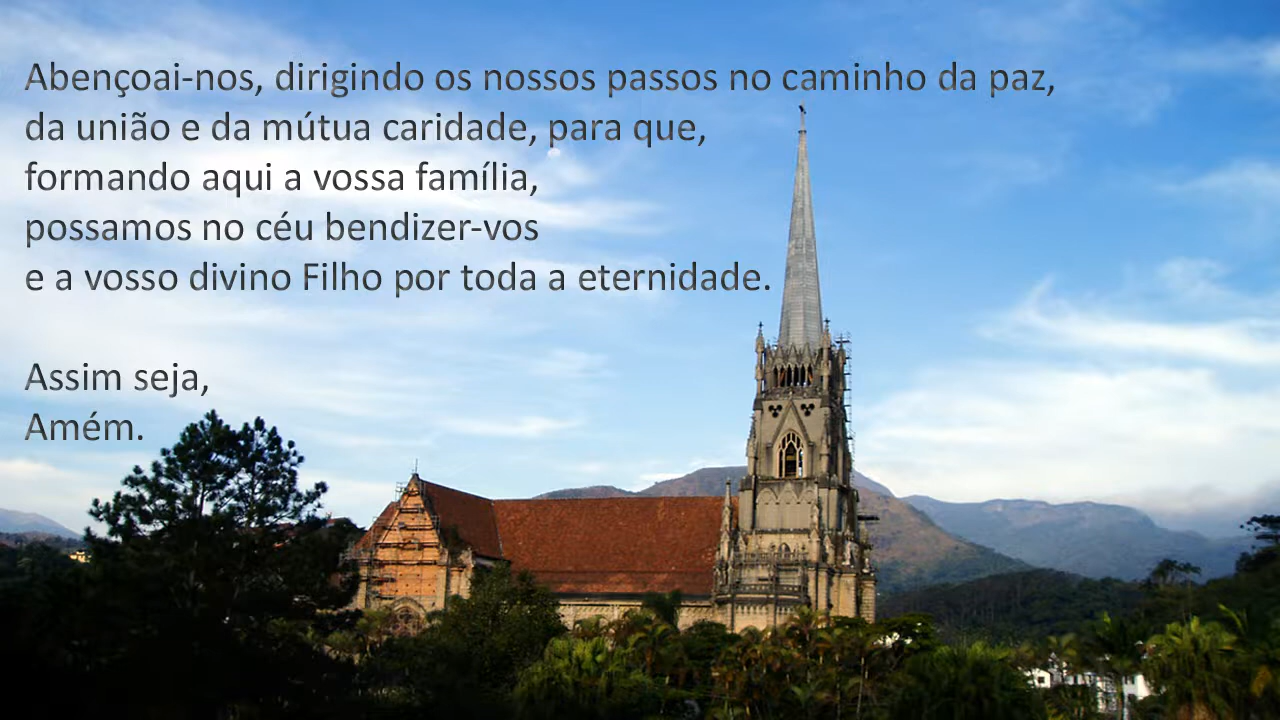 Abençoai-nos, dirigindo os nossos passos no caminho da paz,
da união e da mútua caridade, para que,
formando aqui a vossa família,
possamos no céu bendizer-vos
e a vosso divino Filho por toda a eternidade.
Assim seja,
Amém.